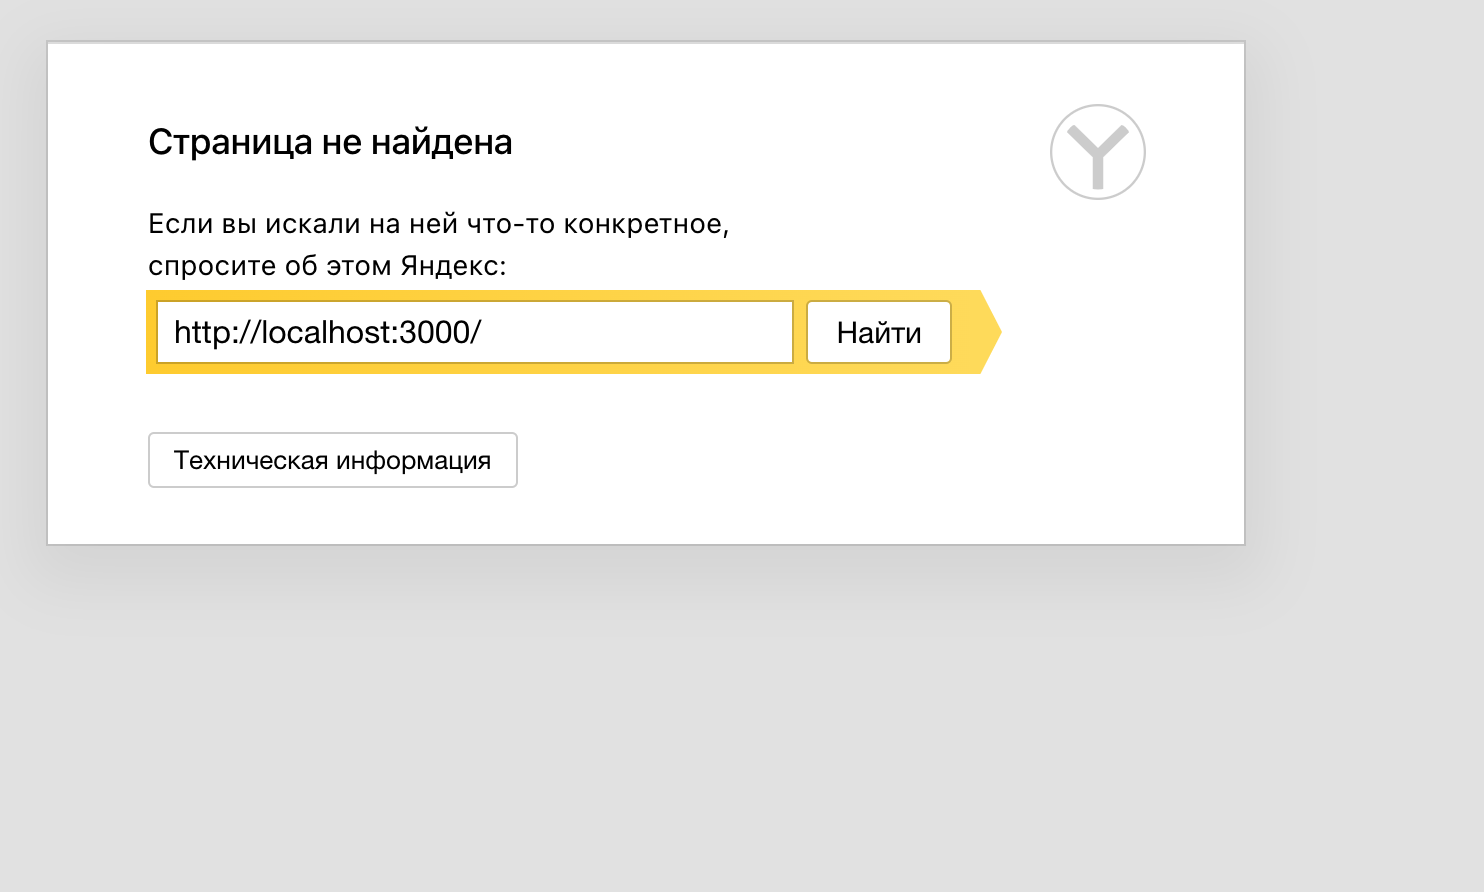 Страница не найдена
Если вы искали на ней что-то конкретное,
спросите об этом Яндекс:
http://localhost:3000/
Найти
Техническая информация